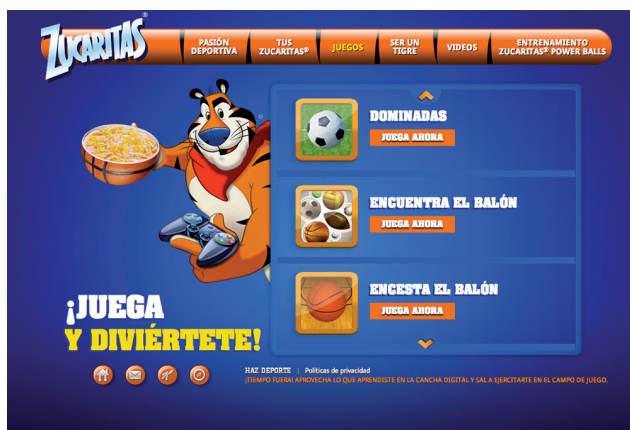 ZUCARITAS®
PASIÓN
DEPORTIVA
TUS
ZUCARITAS®
JUEGOS
SER UN
TIGRE
VIDEOS
ENTRENAMIENTO
ZUCARITAS® POWER BALLS
DOMINADAS
JUEGA AHORA
ENCUENTRA EL BALÓN
JUEGA AHORA
ENCESTA EL BALÓN
JUEGA AHORA
¡JUEGA
Y DIVIÉRTETE!
HAZ DEPORTE | Políticas de privacidad
¡TIEMPO FUERA! APROVECHA LO QUE APRENDISTE EN LA CANCHA DIGITAL Y SAL A EJERCITARTE EN EL CAMPO DE JUEGO.